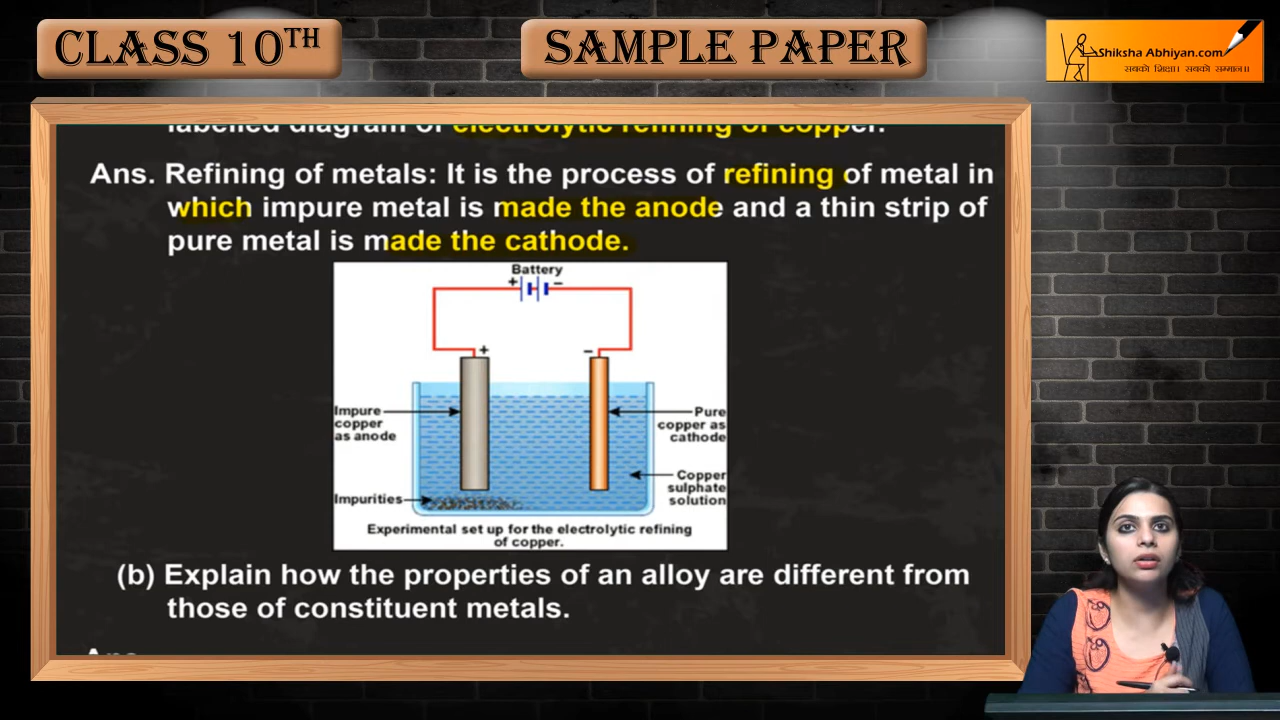 CLASS 10TH
SAMPLE PAPER
Shiksha Abhiyan.com
सबको शिक्षा। सबको सम्मान॥
labelled diagram of electrolytic refining of copper.
Ans. Refining of metals: It is the process of refining of metal in
which impure metal is made the anode and a thin strip of
pure metal is made the cathode.
Battery
+ −
+
−
Impure
copper
as anode
Pure
copper as
cathode
Copper
sulphate
solution
Impurities
Experimental set up for the electrolytic refining
of copper.
(b) Explain how the properties of an alloy are different from
those of constituent metals.
Ans.